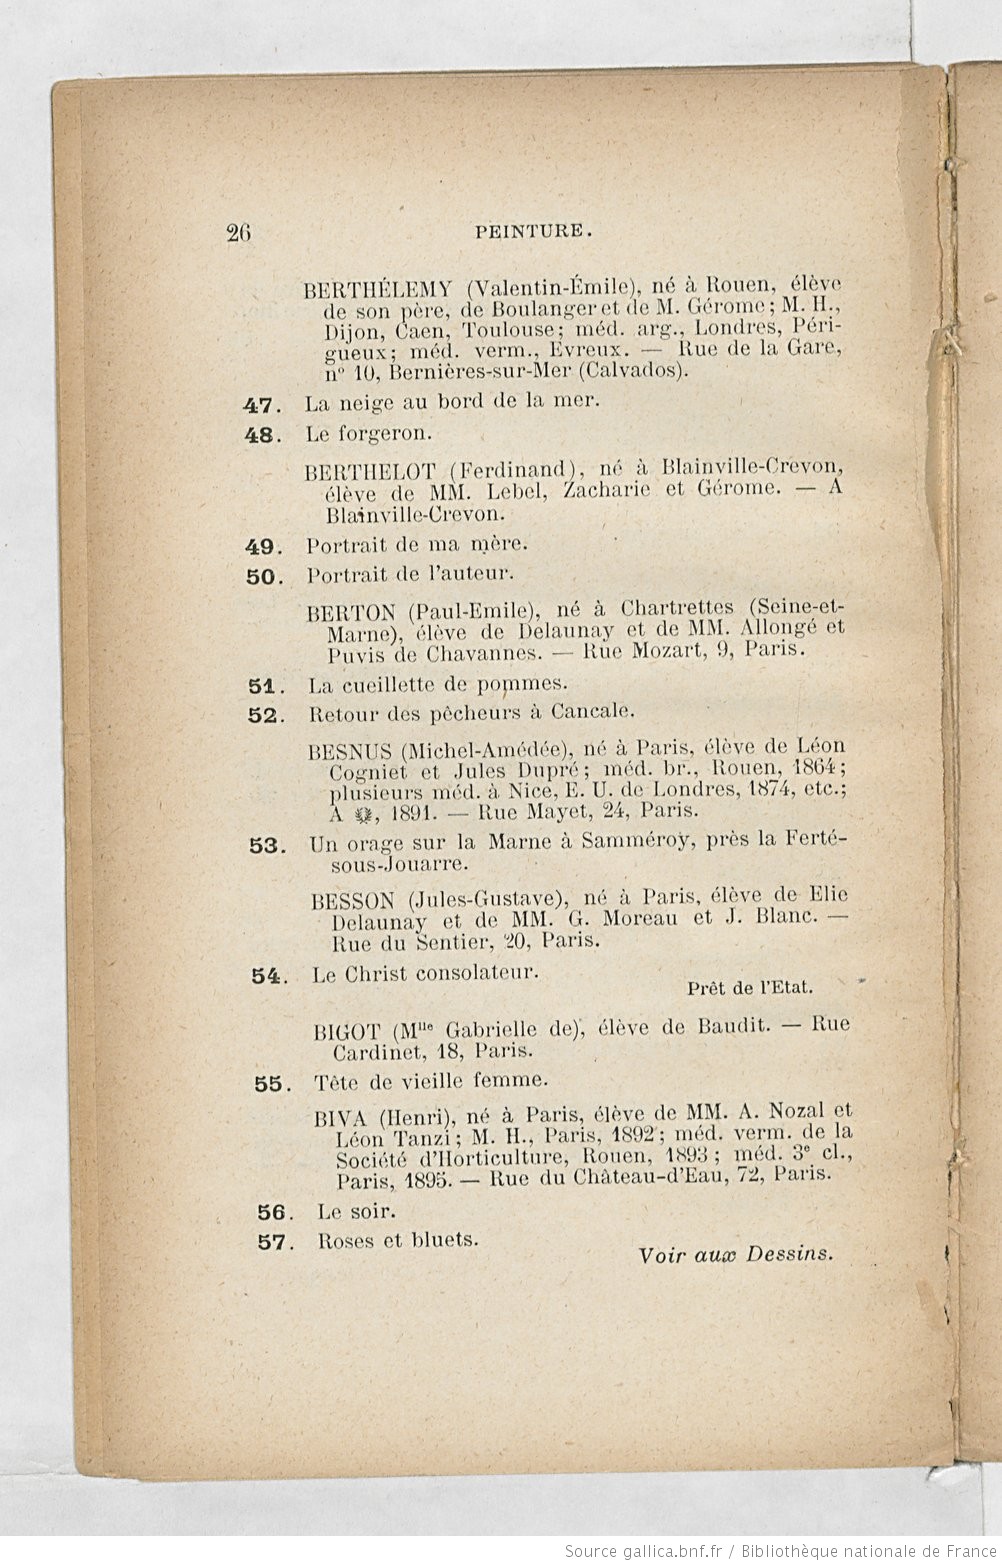 26
PEINTURE.
BERTHÉLEMY (Valentin-Émile), né à Rouen, élève
de son père, de Boulanger et de M. Gérome; M. H.,
Dijon, Caen, Toulouse; méd. arg., Londres, Péri-
gueux; méd. verm., Evreux. — Rue de la Gare,
n° 10, Bernières-sur-Mer (Calvados).
47. La neige au bord de la mer.
48. Le forgeron.
BERTHELOT (Ferdinand), né à Blainville-Crevon,
élève de MM. Lebel, Zacharie et Gérome. — A
Blainville-Crevon.
49. Portrait de ma mère.
50. Portrait de l'auteur.
BERTON (Paul-Emile), né à Chartrettes (Seine-et-
Marne), élève de Delaunay et de MM. Allongé et
Puvis de Chavannes. — Rue Mozart, 9, Paris.
51. La cueillette de pommes.
52. Retour des pêcheurs à Cancale.
BESNUS (Michel-Amédée), né à Paris, élève de Léon
Cogniet et Jules Dupré; méd. br., Rouen, 1864;
plusieurs méd. à Nice, E. U. de Londres, 1874, etc.;
A, 1891. — Rue Mayet, 24, Paris.
53. Un orage sur la Marne à Samméroy, près la Ferté-
sous-Jouarre.
BESSON (Jules-Gustave), né à Paris, élève de Elie
Delaunay et de MM. G. Moreau et J. Blanc. —
Rue du Sentier, 20, Paris.
54. Le Christ consolateur.
Prêt de l'Etat.
BIGOT (Mlle Gabrielle de), élève de Baudit. — Rue
Cardinet, 18, Paris.
55. Tête de vieille femme.
BIVA (Henri), né à Paris, élève de MM. A. Nozal et
Léon Tanzi; M. H., Paris, 1892; méd. verm. de la
Société d'Horticulture, Rouen, 1893; méd. 3e cl.,
Paris, 1895. — Rue du Château-d'Eau, 72, Paris.
56. Le soir.
57. Roses et bluets.
Voir aux Dessins.
Source gallica.bnf.fr / Bibliothèque nationale de France